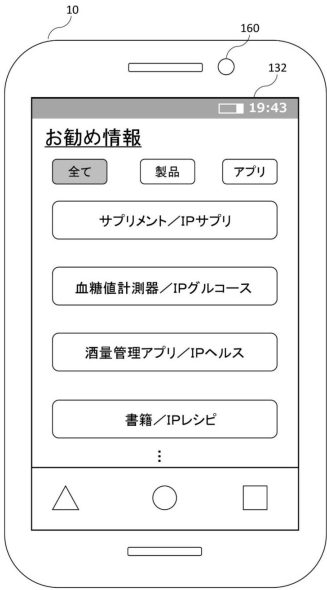 10
160
132
19:43
お勧め情報
全て 製品 アプリ
サプリメント／IPサプリ
血糖値計測器／IPグルコース
酒量管理アプリ／IPヘルス
書籍／IPレシピ
⋮